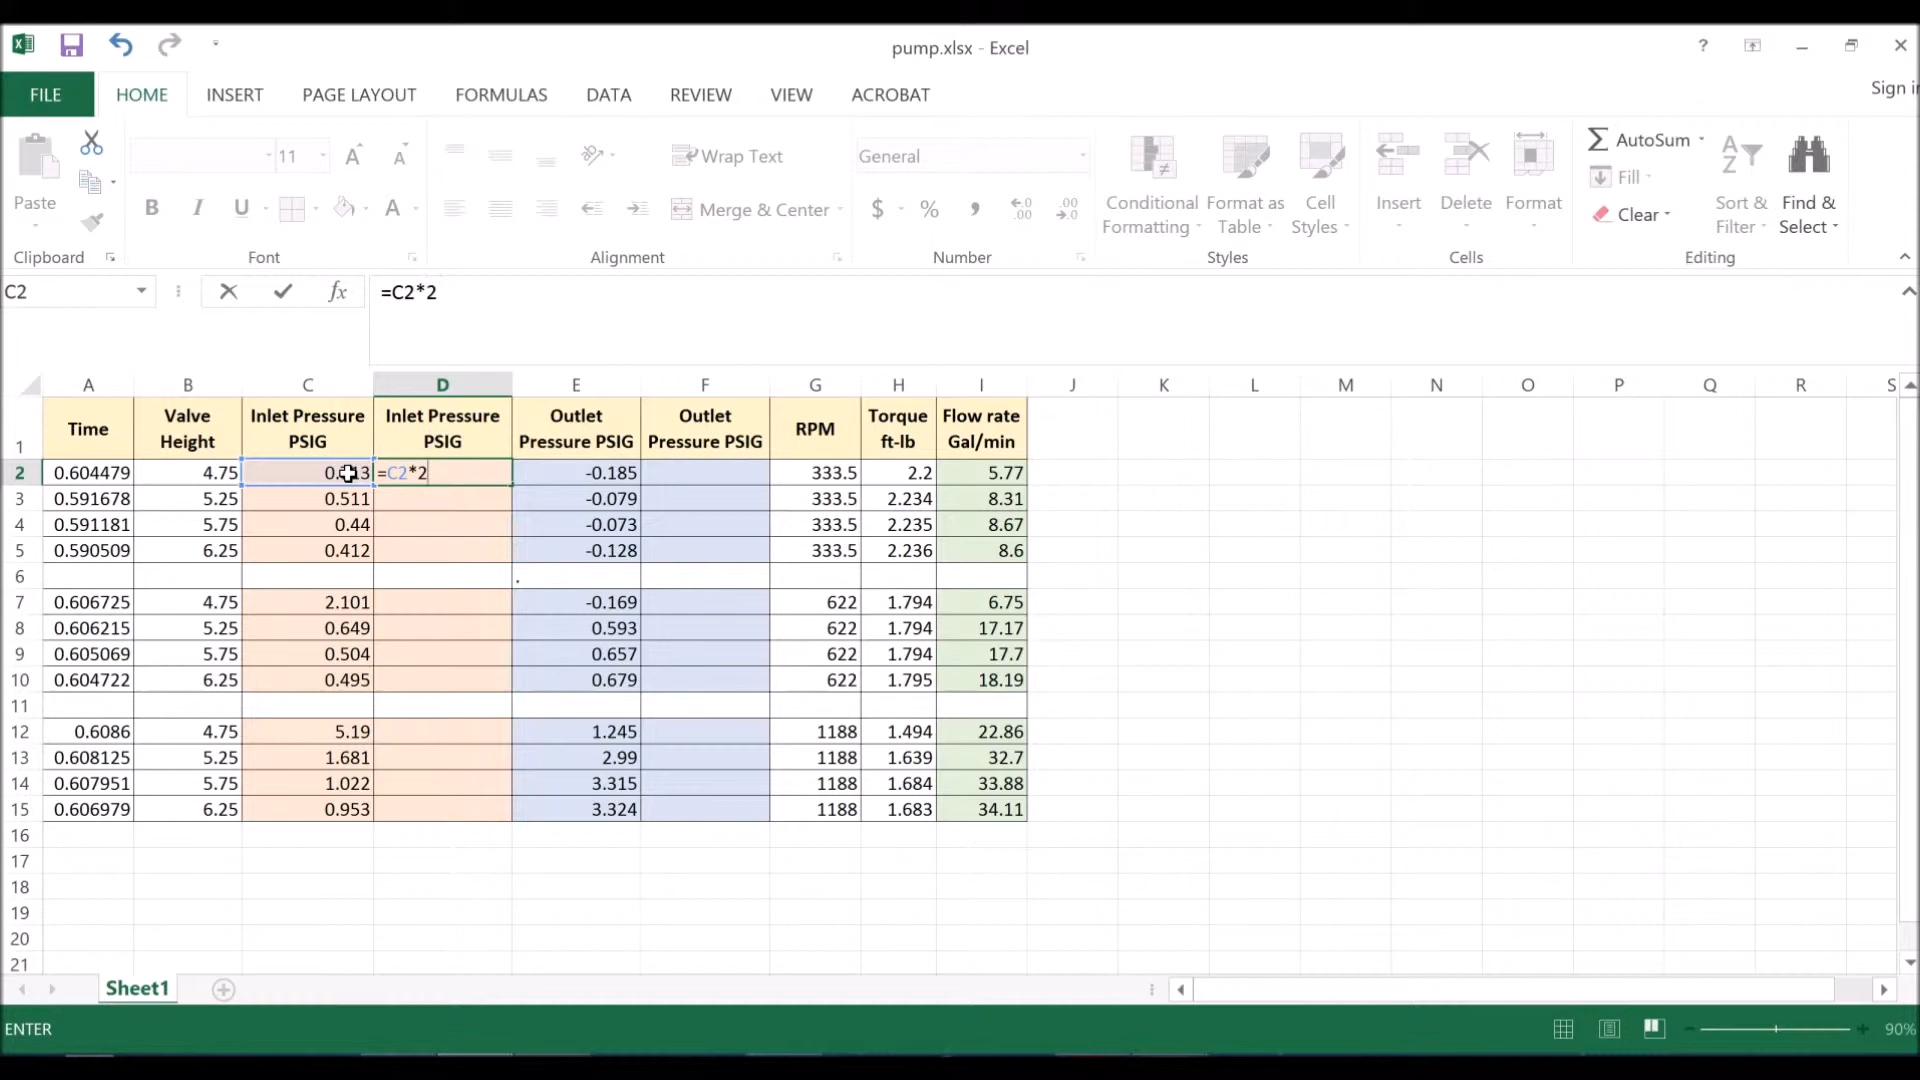 pump.xlsx - Excel
?
Sign in
FILE HOME INSERT PAGE LAYOUT FORMULAS DATA REVIEW VIEW ACROBAT
Paste
11
B I U A
Wrap Text
Merge & Center
General
$ % ,
Conditional Formatting
Format as Table
Cell Styles
Insert
Delete
Format
AutoSum
Fill
Clear
Sort & Filter
Find & Select
Clipboard Font Alignment Number Styles Cells Editing
C2 fx =C2*2
A B C D E F G H I J K L M N O P Q R S
1 Time Valve Height Inlet Pressure PSIG Inlet Pressure PSIG Outlet Pressure PSIG Outlet Pressure PSIG RPM Torque ft-lb Flow rate Gal/min
2 0.604479 4.75 =C2*2 -0.185 333.5 2.2 5.77
3 0.591678 5.25 0.511 -0.079 333.5 2.234 8.31
4 0.591181 5.75 0.44 -0.073 333.5 2.235 8.67
5 0.590509 6.25 0.412 -0.128 333.5 2.236 8.6
6 .
7 0.606725 4.75 2.101 -0.169 622 1.794 6.75
8 0.606215 5.25 0.649 0.593 622 1.794 17.17
9 0.605069 5.75 0.504 0.657 622 1.794 17.7
10 0.604722 6.25 0.495 0.679 622 1.795 18.19
11
12 0.6086 4.75 5.19 1.245 1188 1.494 22.86
13 0.608125 5.25 1.681 2.99 1188 1.639 32.7
14 0.607951 5.75 1.022 3.315 1188 1.684 33.88
15 0.606979 6.25 0.953 3.324 1188 1.683 34.11
16
17
18
19
20
21
Sheet1
ENTER
90%